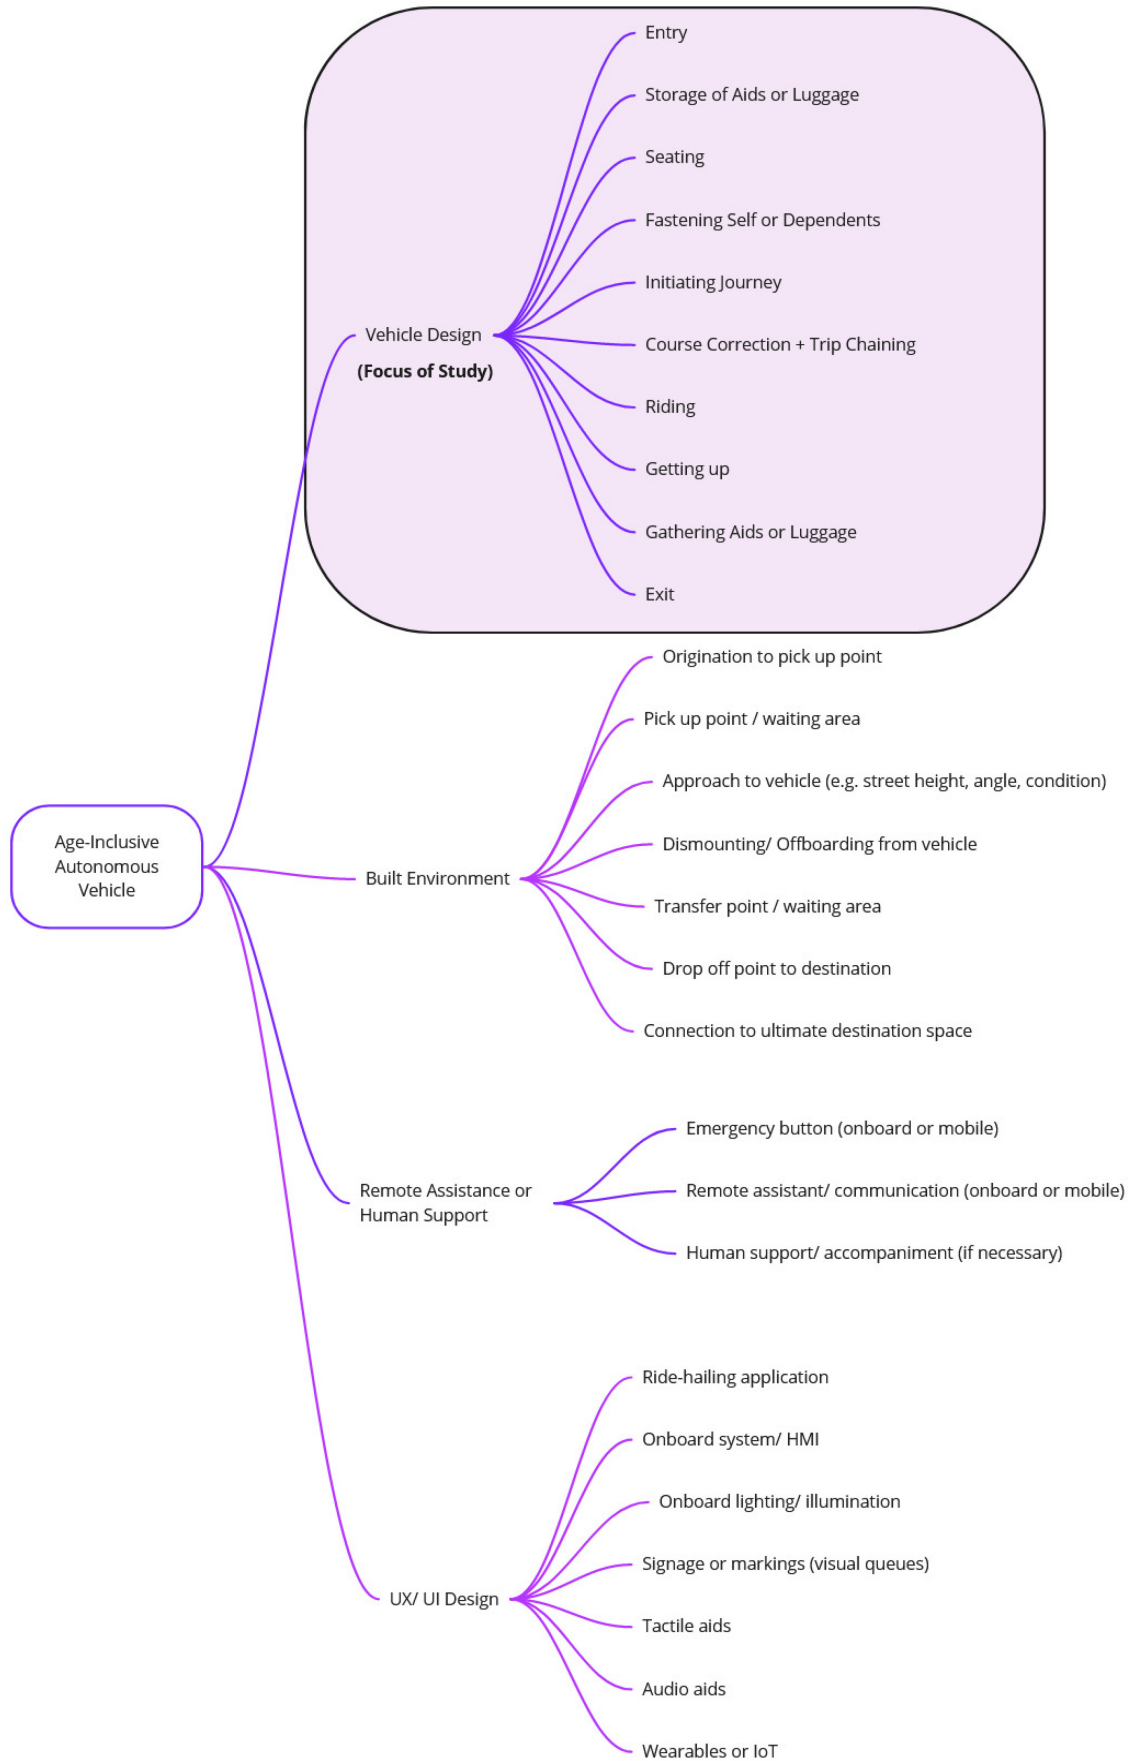 Entry
Storage of Aids or Luggage
Seating
Fastening Self or Dependents
Initiating Journey
Vehicle Design
(Focus of Study)
Course Correction + Trip Chaining
Riding
Getting up
Gathering Aids or Luggage
Exit
Origination to pick up point
Pick up point / waiting area
Approach to vehicle (e.g. street height, angle, condition)
Age-Inclusive
Autonomous
Vehicle
Built Environment
Dismounting/ Offboarding from vehicle
Transfer point / waiting area
Drop off point to destination
Connection to ultimate destination space
Remote Assistance or
Human Support
Emergency button (onboard or mobile)
Remote assistant/ communication (onboard or mobile)
Human support/ accompaniment (if necessary)
UX/ UI Design
Ride-hailing application
Onboard system/ HMI
Onboard lighting/ illumination
Signage or markings (visual queues)
Tactile aids
Audio aids
Wearables or IoT